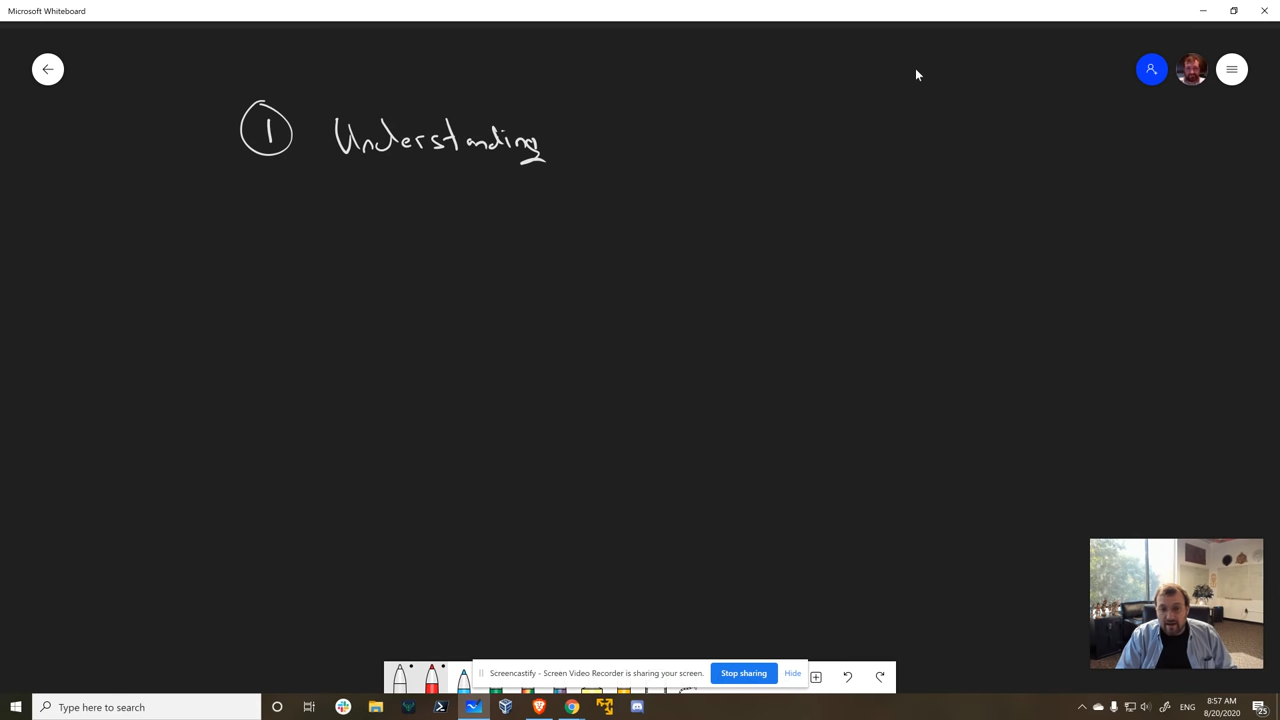 Microsoft Whiteboard
1 Understanding
Screencastify - Screen Video Recorder is sharing your screen.
Stop sharing
Hide
Type here to search
ENG
8:57 AM
8/20/2020
25